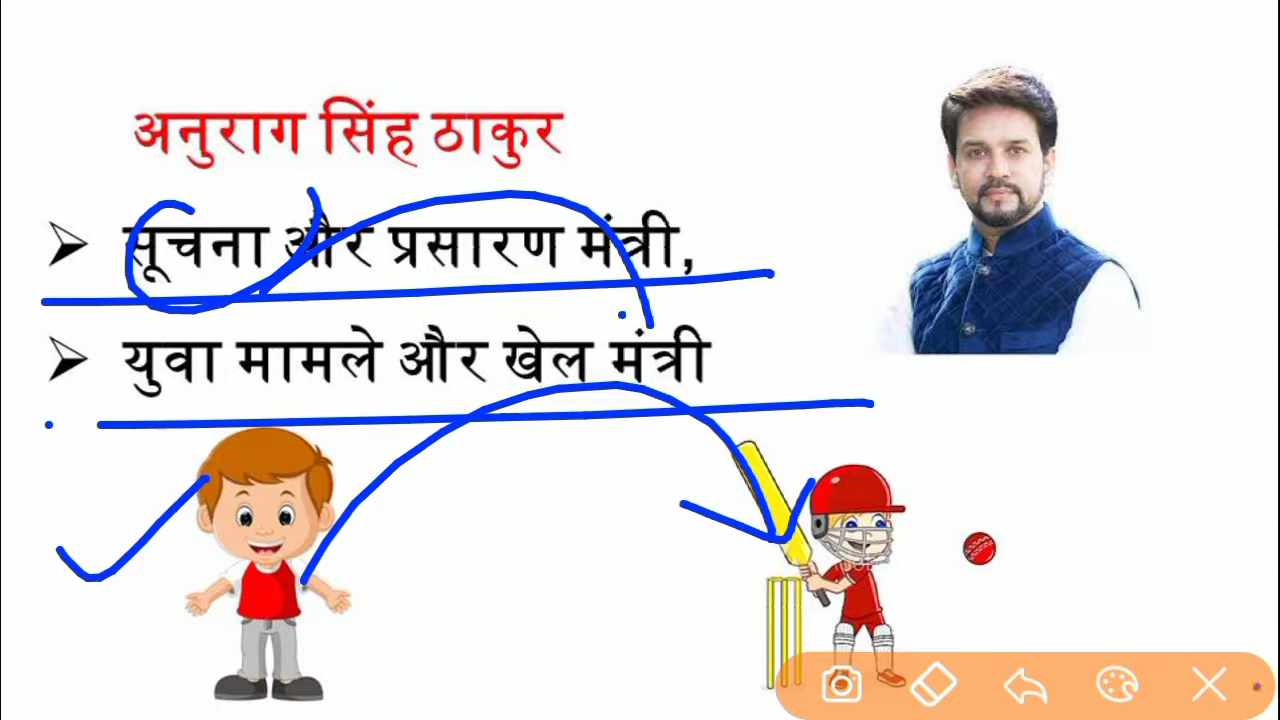 अनुराग सिंह ठाकुर
सूचना और प्रसारण मंत्री,
युवा मामले और खेल मंत्री